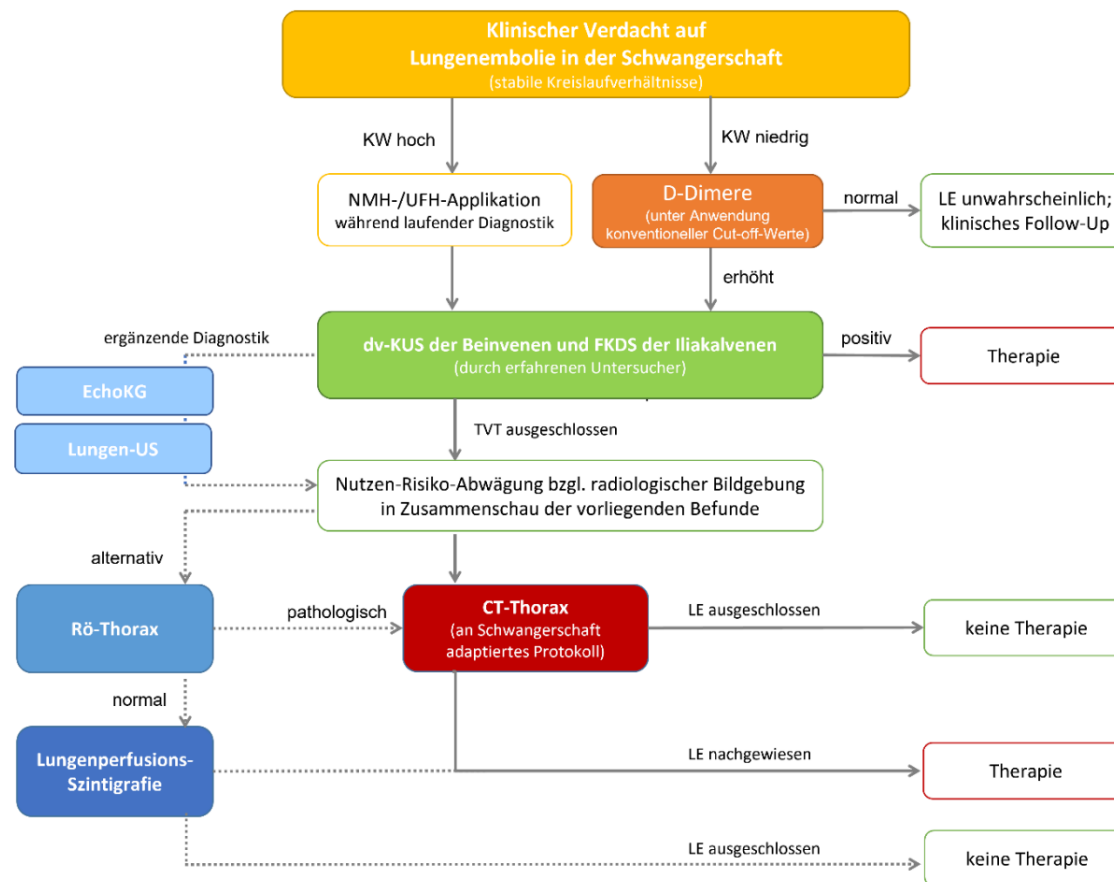 Klinischer Verdacht auf
Lungenembolie in der Schwangerschaft
(stabile Kreislaufverhältnisse)
KW hoch
KW niedrig
NMH-/UFH-Applikation
während laufender Diagnostik
D-Dimere
(unter Anwendung
konventioneller Cut-off-Werte)
normal
LE unwahrscheinlich;
klinisches Follow-Up
erhöht
ergänzende Diagnostik
dv-KUS der Beinvenen und FKDS der Iliakalvenen
(durch erfahrenen Untersucher)
positiv
Therapie
EchoKG
Lungen-US
TVT ausgeschlossen
Nutzen-Risiko-Abwägung bzgl. radiologischer Bildgebung
in Zusammenschau der vorliegenden Befunde
alternativ
Rö-Thorax
pathologisch
CT-Thorax
(an Schwangerschaft
adaptiertes Protokoll)
LE ausgeschlossen
keine Therapie
normal
Lungenperfusions-
Szintigrafie
LE nachgewiesen
Therapie
LE ausgeschlossen
keine Therapie